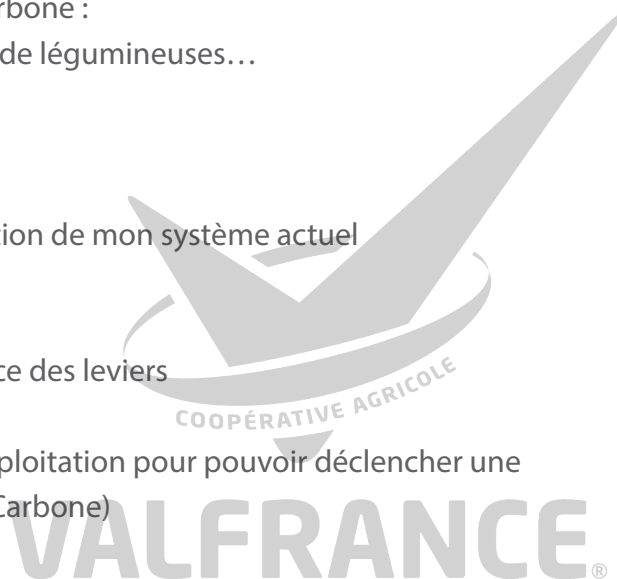 rbone :
de légumineuses…
tion de mon système actuel
ce des leviers
COOPÉRATIVE AGRICOLE
ploitation pour pouvoir déclencher une
Carbone)
VALFRANCE®